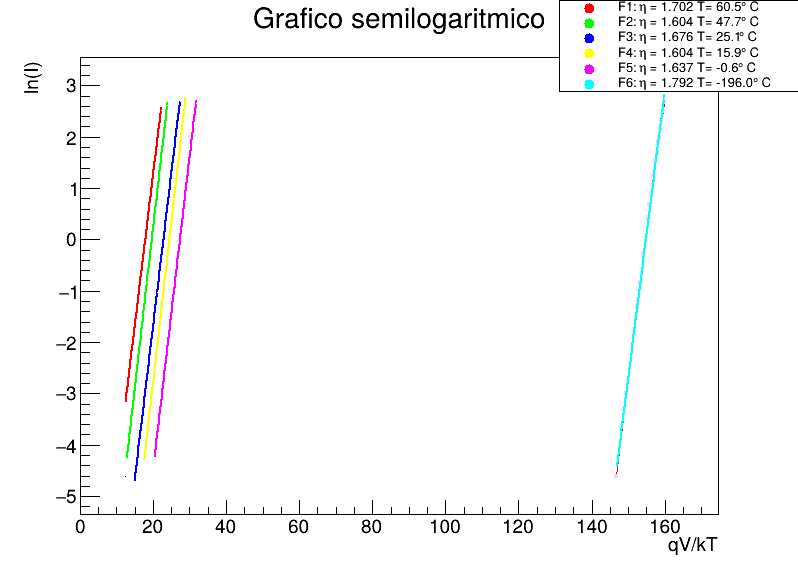 Grafico semilogaritmico
F1: η = 1.702 T= 60.5° C
F2: η = 1.604 T= 47.7° C
F3: η = 1.676 T= 25.1° C
F4: η = 1.604 T= 15.9° C
F5: η = 1.637 T= -0.6° C
F6: η = 1.792 T= -196.0° C
ln(I)
3
2
1
0
−1
−2
−3
−4
−5
0 20 40 60 80 100 120 140 160
qV/kT